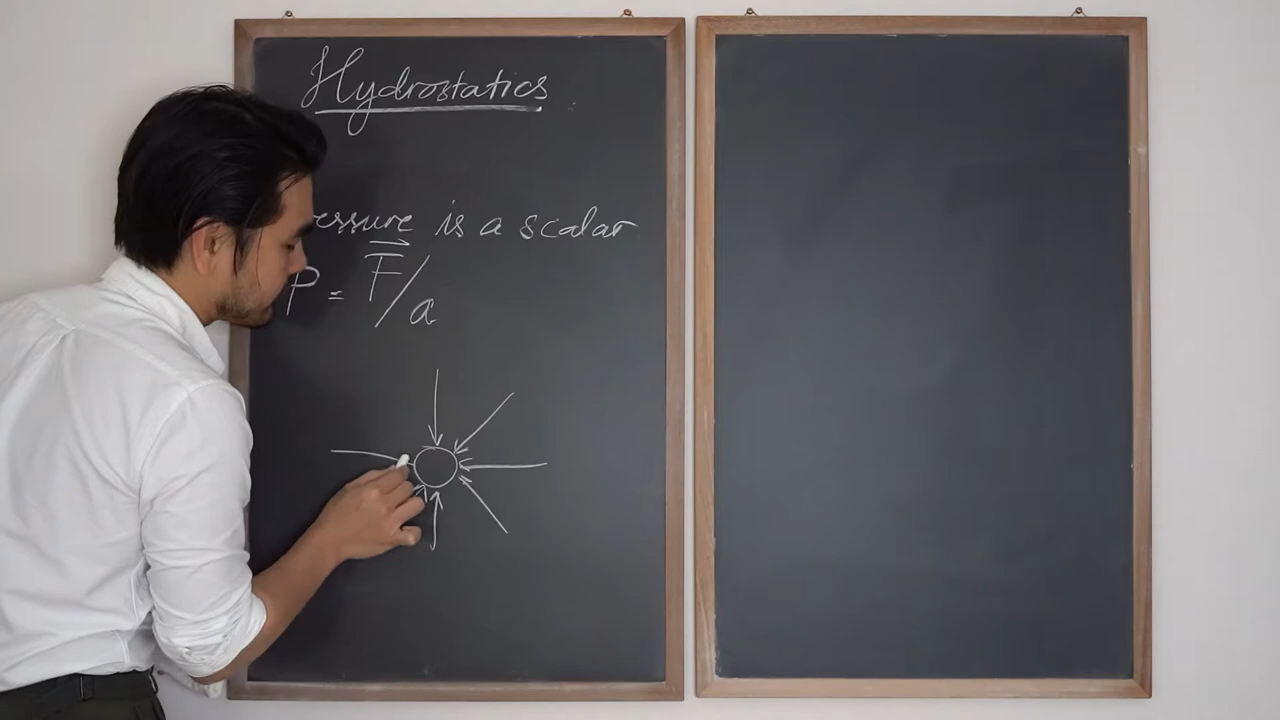 Hydrostatics
essure is a scalar
P = F/a